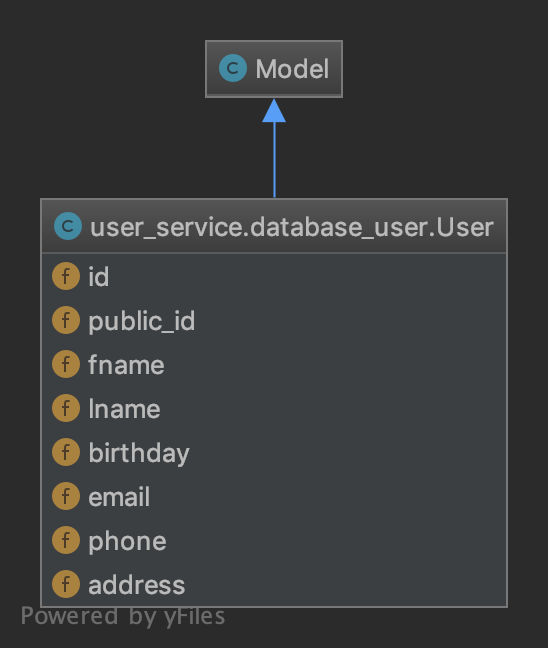 C Model
C user_service.database_user.User
f id
f public_id
f fname
f lname
f birthday
f email
f phone
f address
Powered by yFiles